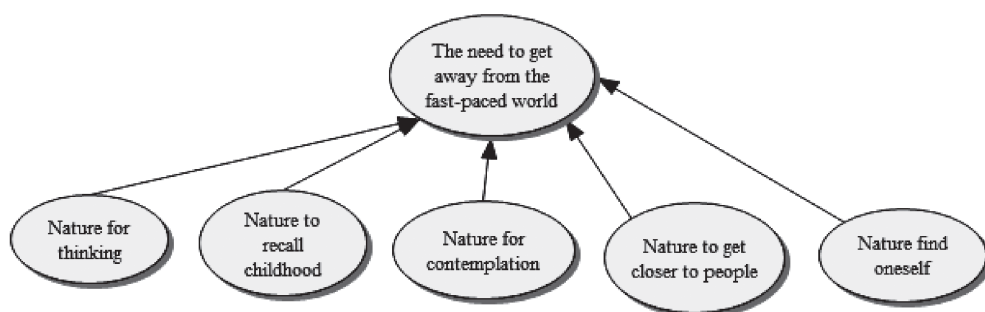 The need to get
away from the
fast-paced world
Nature for
thinking
Nature to
recall
childhood
Nature for
contemplation
Nature to get
closer to people
Nature find
oneself